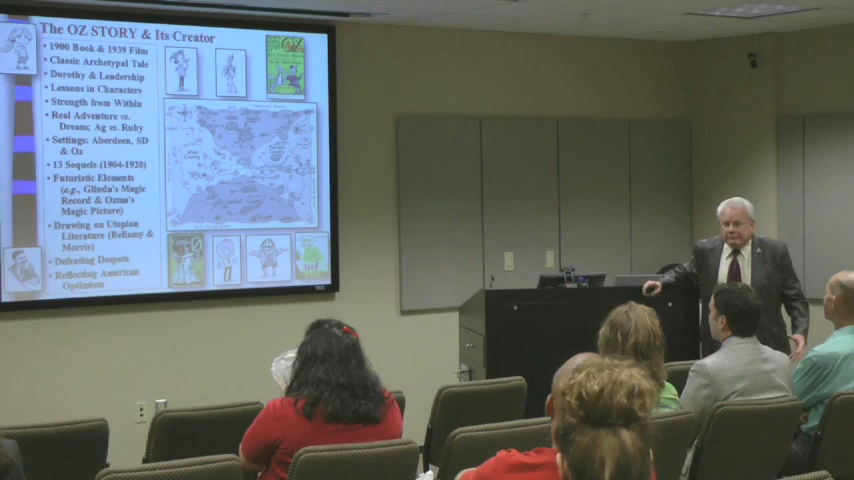 The OZ STORY & Its Creator
• 1900 Book & 1939 Film
• Classic Archetypal Tale
• Dorothy & Leadership
• Lessons in Characters
• Strength from Within
• Real Adventure vs.
Dream; Ag vs. Ruby
• Settings: Aberdeen, SD
& Oz
• 13 Sequels (1904-1920)
• Futuristic Elements
(e.g., Glinda's Magic
Record & Ozma's
Magic Picture)
• Drawing on Utopian
Literature (Bellamy &
Morris)
• Defeating Despots
• Reflecting American
Optimism
OZ